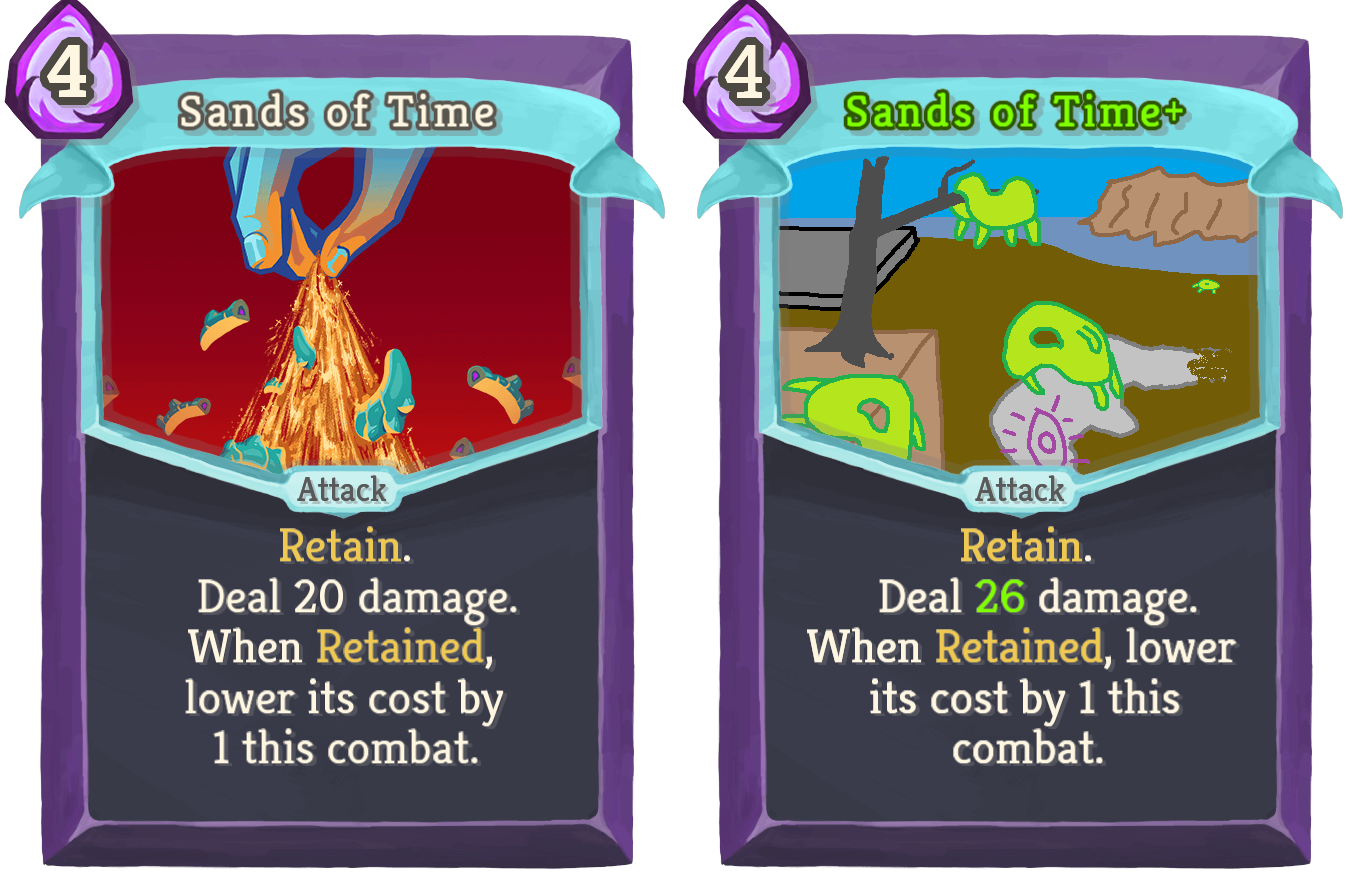 4
Sands of Time
Attack
Retain.
Deal 20 damage.
When Retained,
lower its cost by
1 this combat.
4
Sands of Time+
Attack
Retain.
Deal 26 damage.
When Retained, lower
its cost by 1 this
combat.